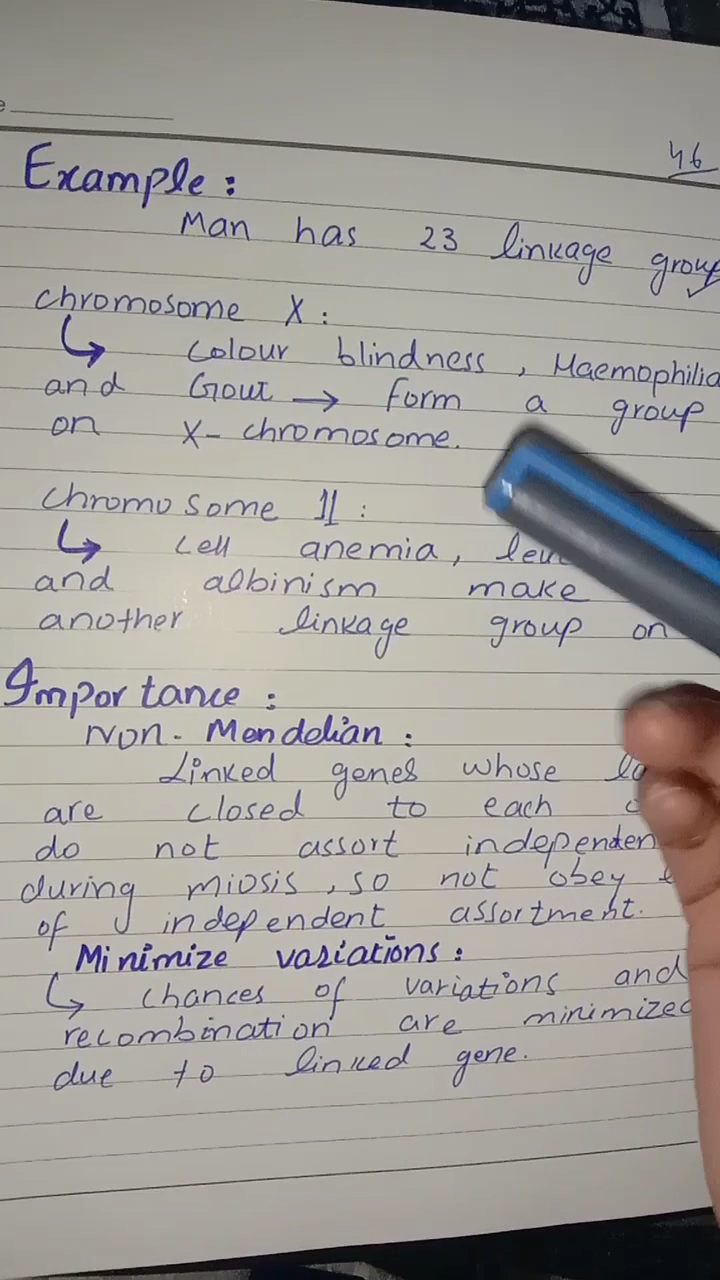 46
Example :
Man has 23 linkage group
chromosome X :
↳ colour blindness , Haemophilia
and Gout → form a group
on X- chromosome.
chromosome 11 :
↳ cell anemia,
and albinism make
another linkage group on
Importance :
Non- Mendelian :
Linked genes whose
are closed to each
do not assort independen
during miosis , so not obey
of independent assortment.
Minimize variations :
↳ chances of variations and
recombination are minimized
due to linked gene.